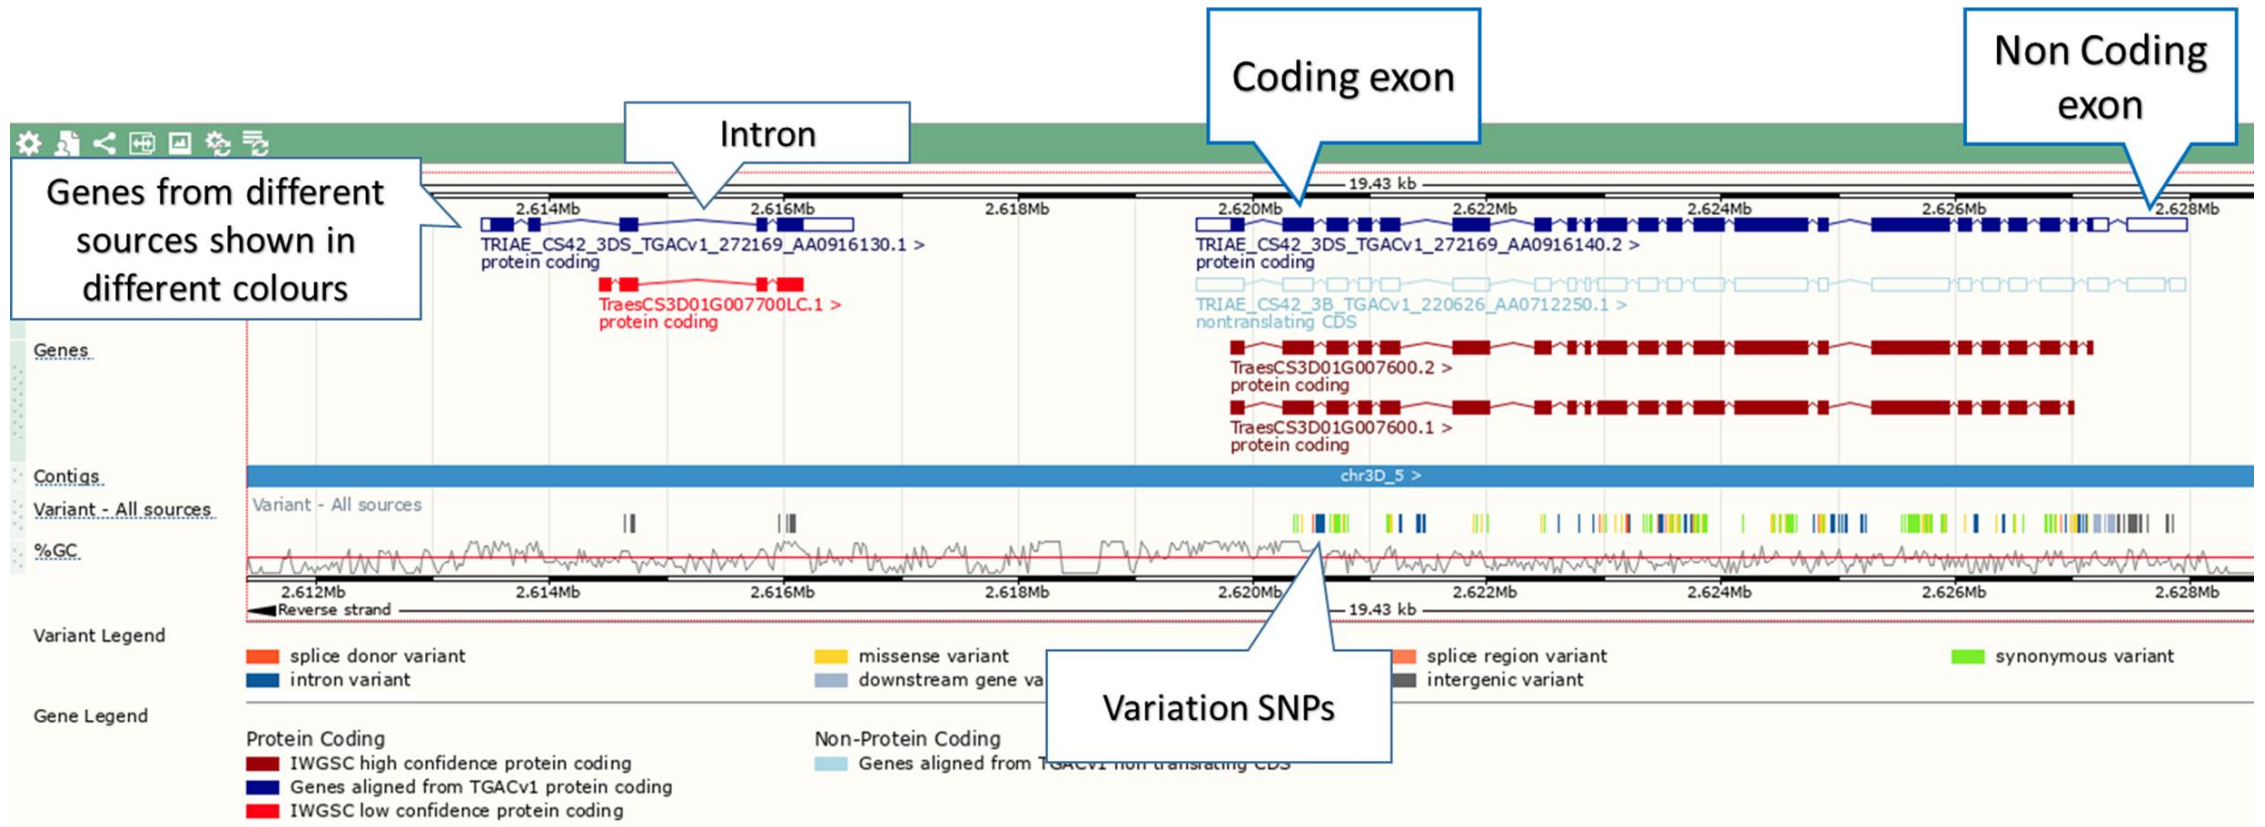 Coding exon
Non Coding
exon
Intron
Genes from different
sources shown in
different colours
19.43 kb
2.614Mb
2.616Mb
2.618Mb
2.620Mb
2.622Mb
2.624Mb
2.626Mb
2.628Mb
TRIAE_CS42_3DS_TGACv1_272169_AA0916130.1 >
protein coding
TRIAE_CS42_3DS_TGACv1_272169_AA0916140.2 >
protein coding
TraesCS3D01G007700LC.1 >
protein coding
TRIAE_CS42_3B_TGACv1_220626_AA0712250.1 >
nontranslating CDS
Genes
TraesCS3D01G007600.2 >
protein coding
TraesCS3D01G007600.1 >
protein coding
Contigs
chr3D_5 >
Variant - All sources
Variant - All sources
%GC
2.612Mb
2.614Mb
2.616Mb
2.618Mb
2.620Mb
2.622Mb
2.624Mb
2.626Mb
2.628Mb
Reverse strand
19.43 kb
Variant Legend
splice donor variant
missense variant
splice region variant
synonymous variant
intron variant
downstream gene va
intergenic variant
Variation SNPs
Gene Legend
Protein Coding
Non-Protein Coding
IWGSC high confidence protein coding
Genes aligned from TGACv1 non translating CDS
Genes aligned from TGACv1 protein coding
IWGSC low confidence protein coding